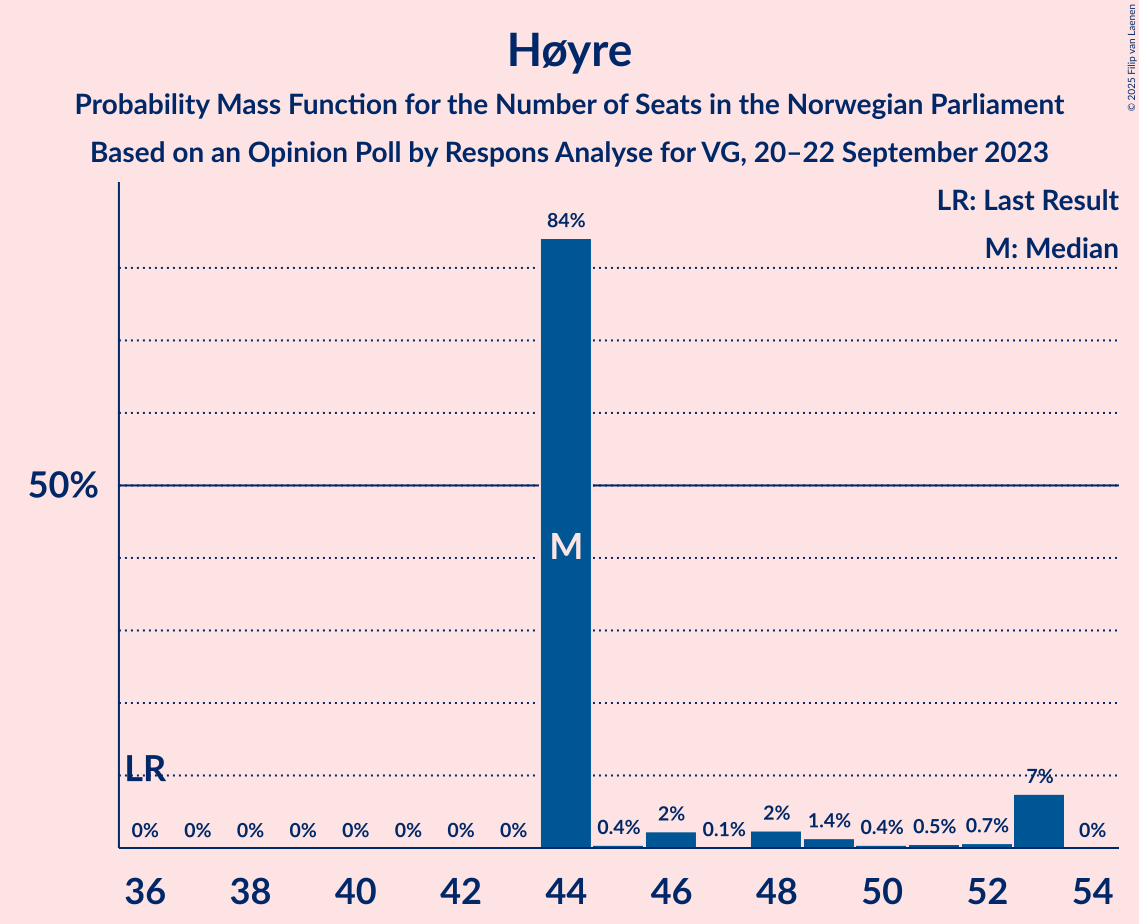 Høyre
Probability Mass Function for the Number of Seats in the Norwegian Parliament
Based on an Opinion Poll by Respons Analyse for VG, 20–22 September 2023
© 2025 Filip van Laenen
LR: Last Result
M: Median
84%
50%
M
LR
7%
0% 0% 0% 0% 0% 0% 0% 0% 0.4% 2% 0.1% 2% 1.4% 0.4% 0.5% 0.7% 0%
36 38 40 42 44 46 48 50 52 54